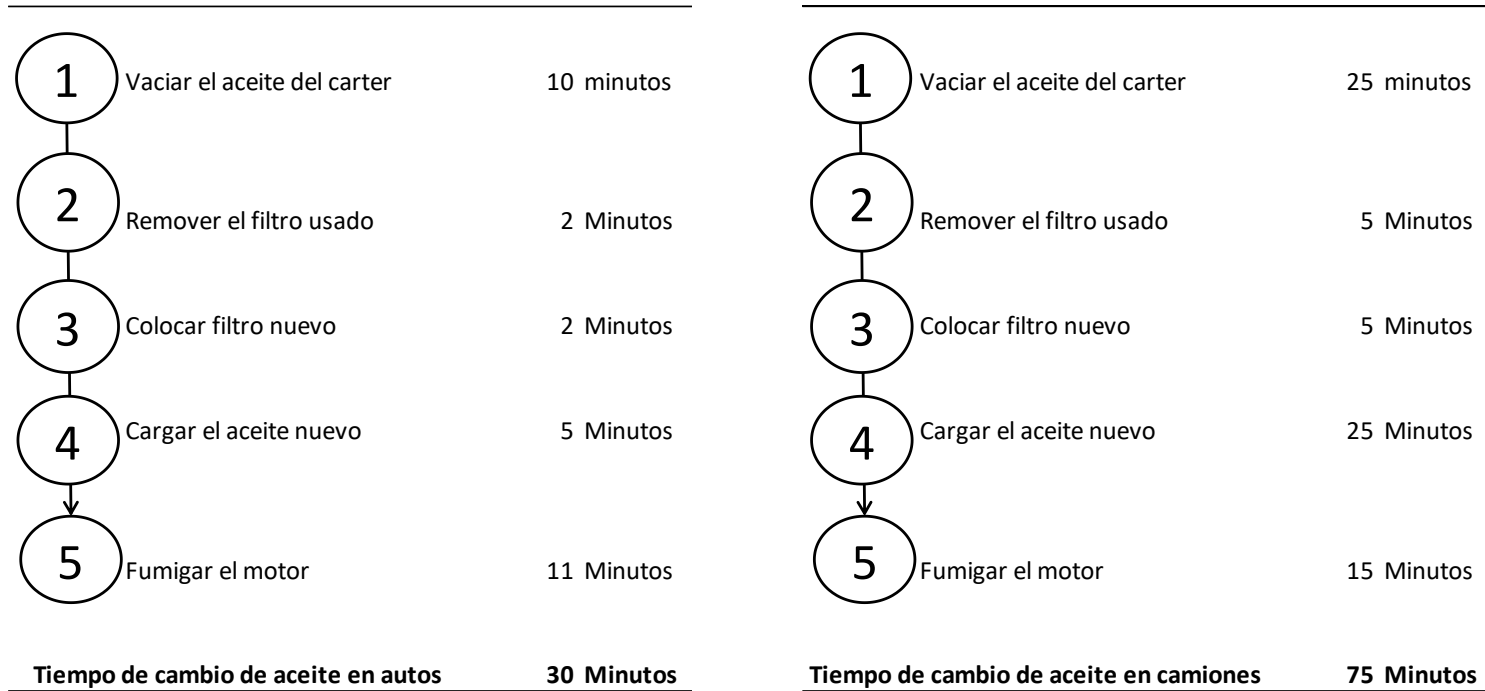 1 Vaciar el aceite del carter 10 minutos
2 Remover el filtro usado 2 Minutos
3 Colocar filtro nuevo 2 Minutos
4 Cargar el aceite nuevo 5 Minutos
5 Fumigar el motor 11 Minutos
Tiempo de cambio de aceite en autos 30 Minutos
1 Vaciar el aceite del carter 25 minutos
2 Remover el filtro usado 5 Minutos
3 Colocar filtro nuevo 5 Minutos
4 Cargar el aceite nuevo 25 Minutos
5 Fumigar el motor 15 Minutos
Tiempo de cambio de aceite en camiones 75 Minutos